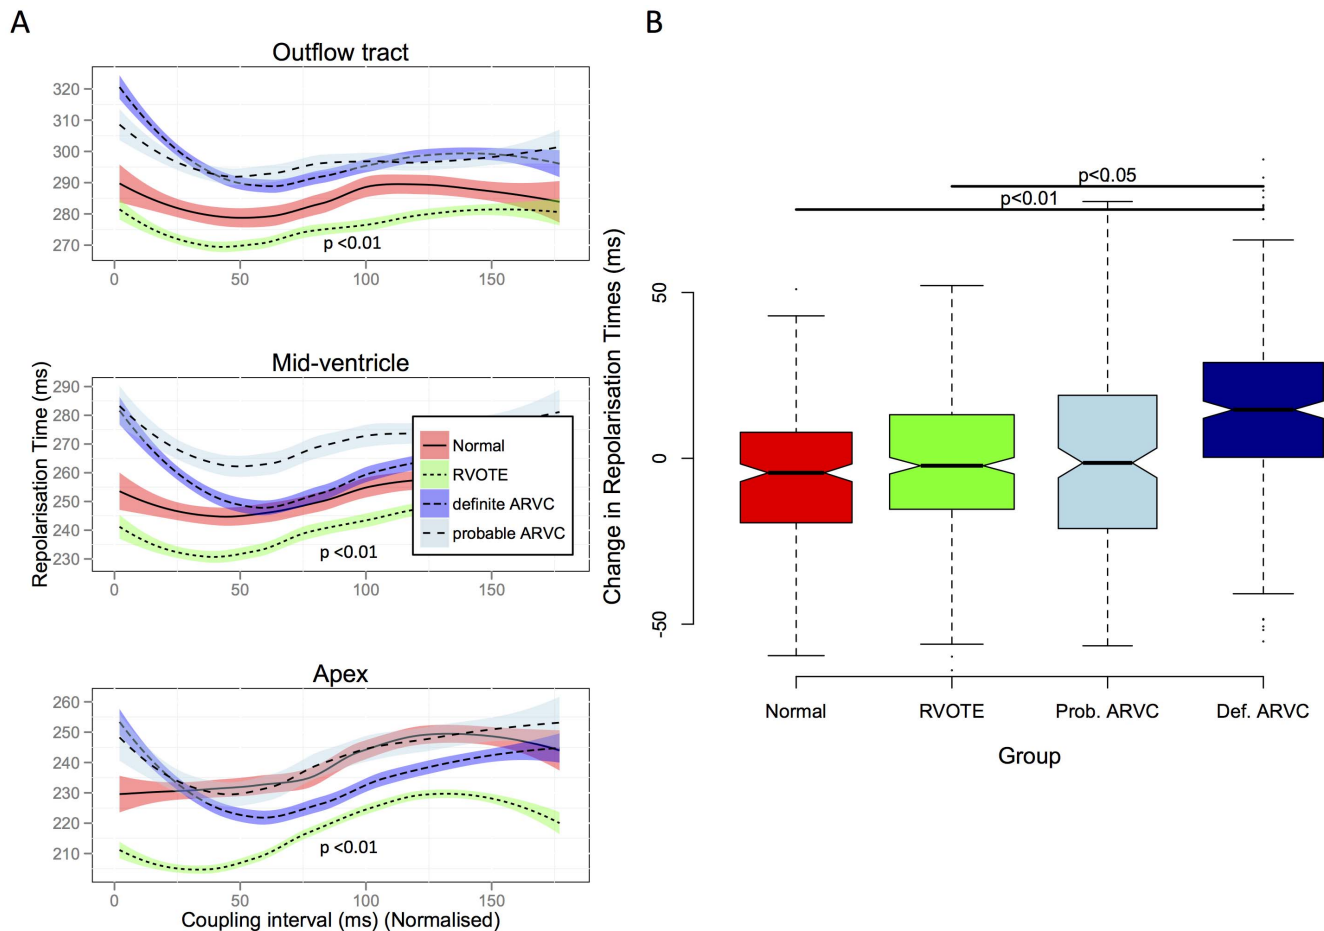 A
Outflow tract
320
310
300
290
280
270
p <0.01
0 50 100 150
Mid-ventricle
Repolarisation Time (ms)
290
280
270
260
250
240
230
Normal
RVOTE
definite ARVC
probable ARVC
p <0.01
0 50 100 150
Apex
260
250
240
230
220
210
p <0.01
0 50 100 150
Coupling interval (ms) (Normalised)
B
p<0.05
p<0.01
Change in Repolarisation Times (ms)
50
0
-50
Normal RVOTE Prob. ARVC Def. ARVC
Group